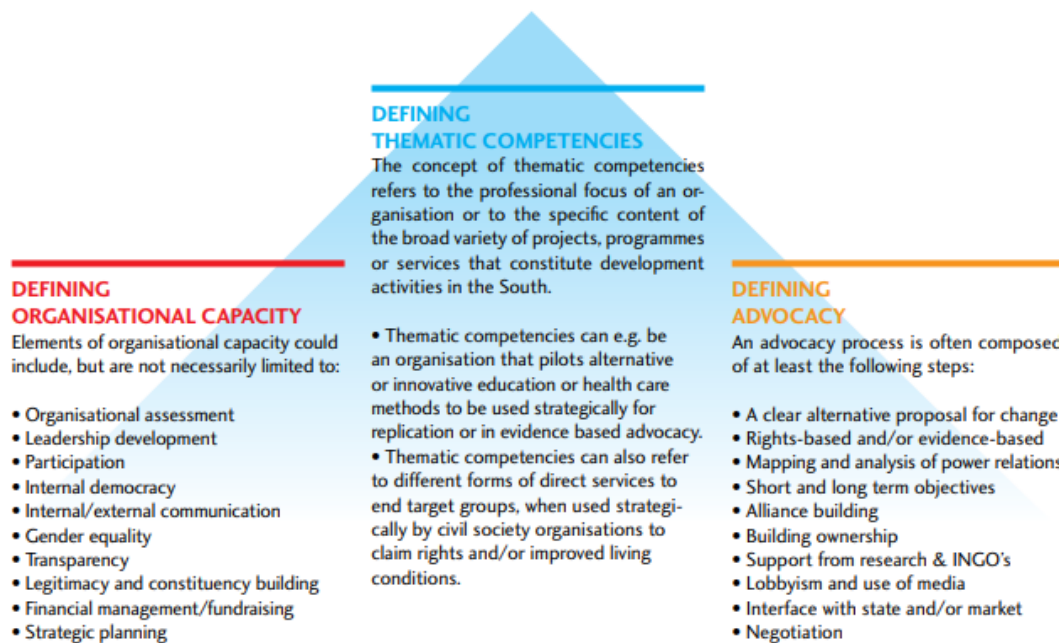 DEFINING
THEMATIC COMPETENCIES
The concept of thematic competencies
refers to the professional focus of an or-
ganisation or to the specific content of
the broad variety of projects, programmes
or services that constitute development
activities in the South.
• Thematic competencies can e.g. be
an organisation that pilots alternative
or innovative education or health care
methods to be used strategically for
replication or in evidence based advocacy.
• Thematic competencies can also refer
to different forms of direct services to
end target groups, when used strategi-
cally by civil society organisations to
claim rights and/or improved living
conditions.
DEFINING
ORGANISATIONAL CAPACITY
Elements of organisational capacity could
include, but are not necessarily limited to:
• Organisational assessment
• Leadership development
• Participation
• Internal democracy
• Internal/external communication
• Gender equality
• Transparency
• Legitimacy and constituency building
• Financial management/fundraising
• Strategic planning
DEFINING
ADVOCACY
An advocacy process is often composed
of at least the following steps:
• A clear alternative proposal for change
• Rights-based and/or evidence-based
• Mapping and analysis of power relations
• Short and long term objectives
• Alliance building
• Building ownership
• Support from research & INGO's
• Lobbyism and use of media
• Interface with state and/or market
• Negotiation